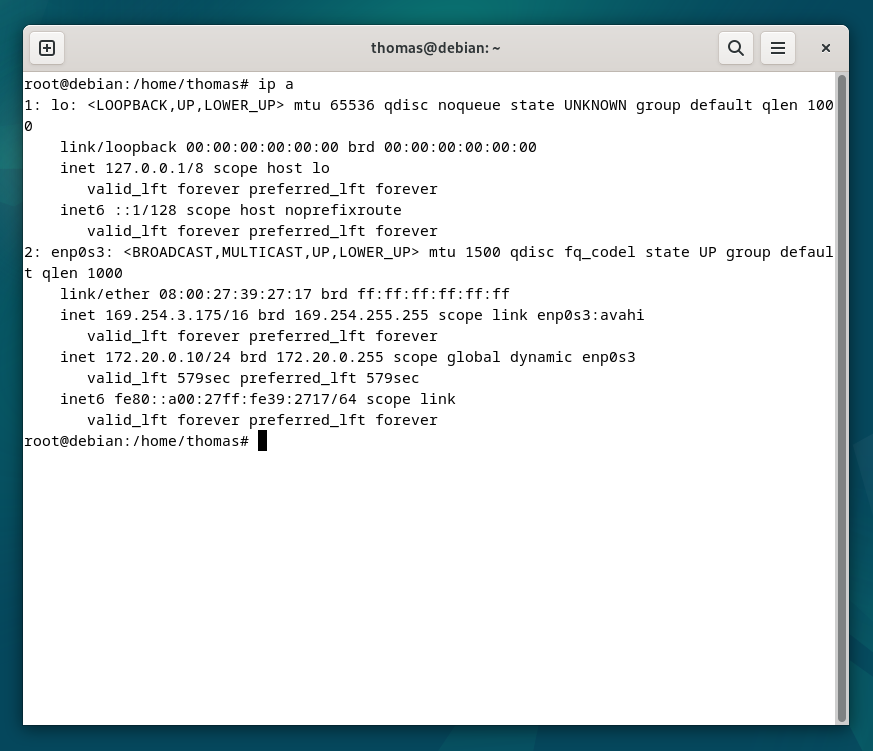 thomas@debian: ~
root@debian:/home/thomas# ip a
1: lo: <LOOPBACK,UP,LOWER_UP> mtu 65536 qdisc noqueue state UNKNOWN group default qlen 100
0
    link/loopback 00:00:00:00:00:00 brd 00:00:00:00:00:00
    inet 127.0.0.1/8 scope host lo
       valid_lft forever preferred_lft forever
    inet6 ::1/128 scope host noprefixroute
       valid_lft forever preferred_lft forever
2: enp0s3: <BROADCAST,MULTICAST,UP,LOWER_UP> mtu 1500 qdisc fq_codel state UP group defaul
t qlen 1000
    link/ether 08:00:27:39:27:17 brd ff:ff:ff:ff:ff:ff
    inet 169.254.3.175/16 brd 169.254.255.255 scope link enp0s3:avahi
       valid_lft forever preferred_lft forever
    inet 172.20.0.10/24 brd 172.20.0.255 scope global dynamic enp0s3
       valid_lft 579sec preferred_lft 579sec
    inet6 fe80::a00:27ff:fe39:2717/64 scope link
       valid_lft forever preferred_lft forever
root@debian:/home/thomas#